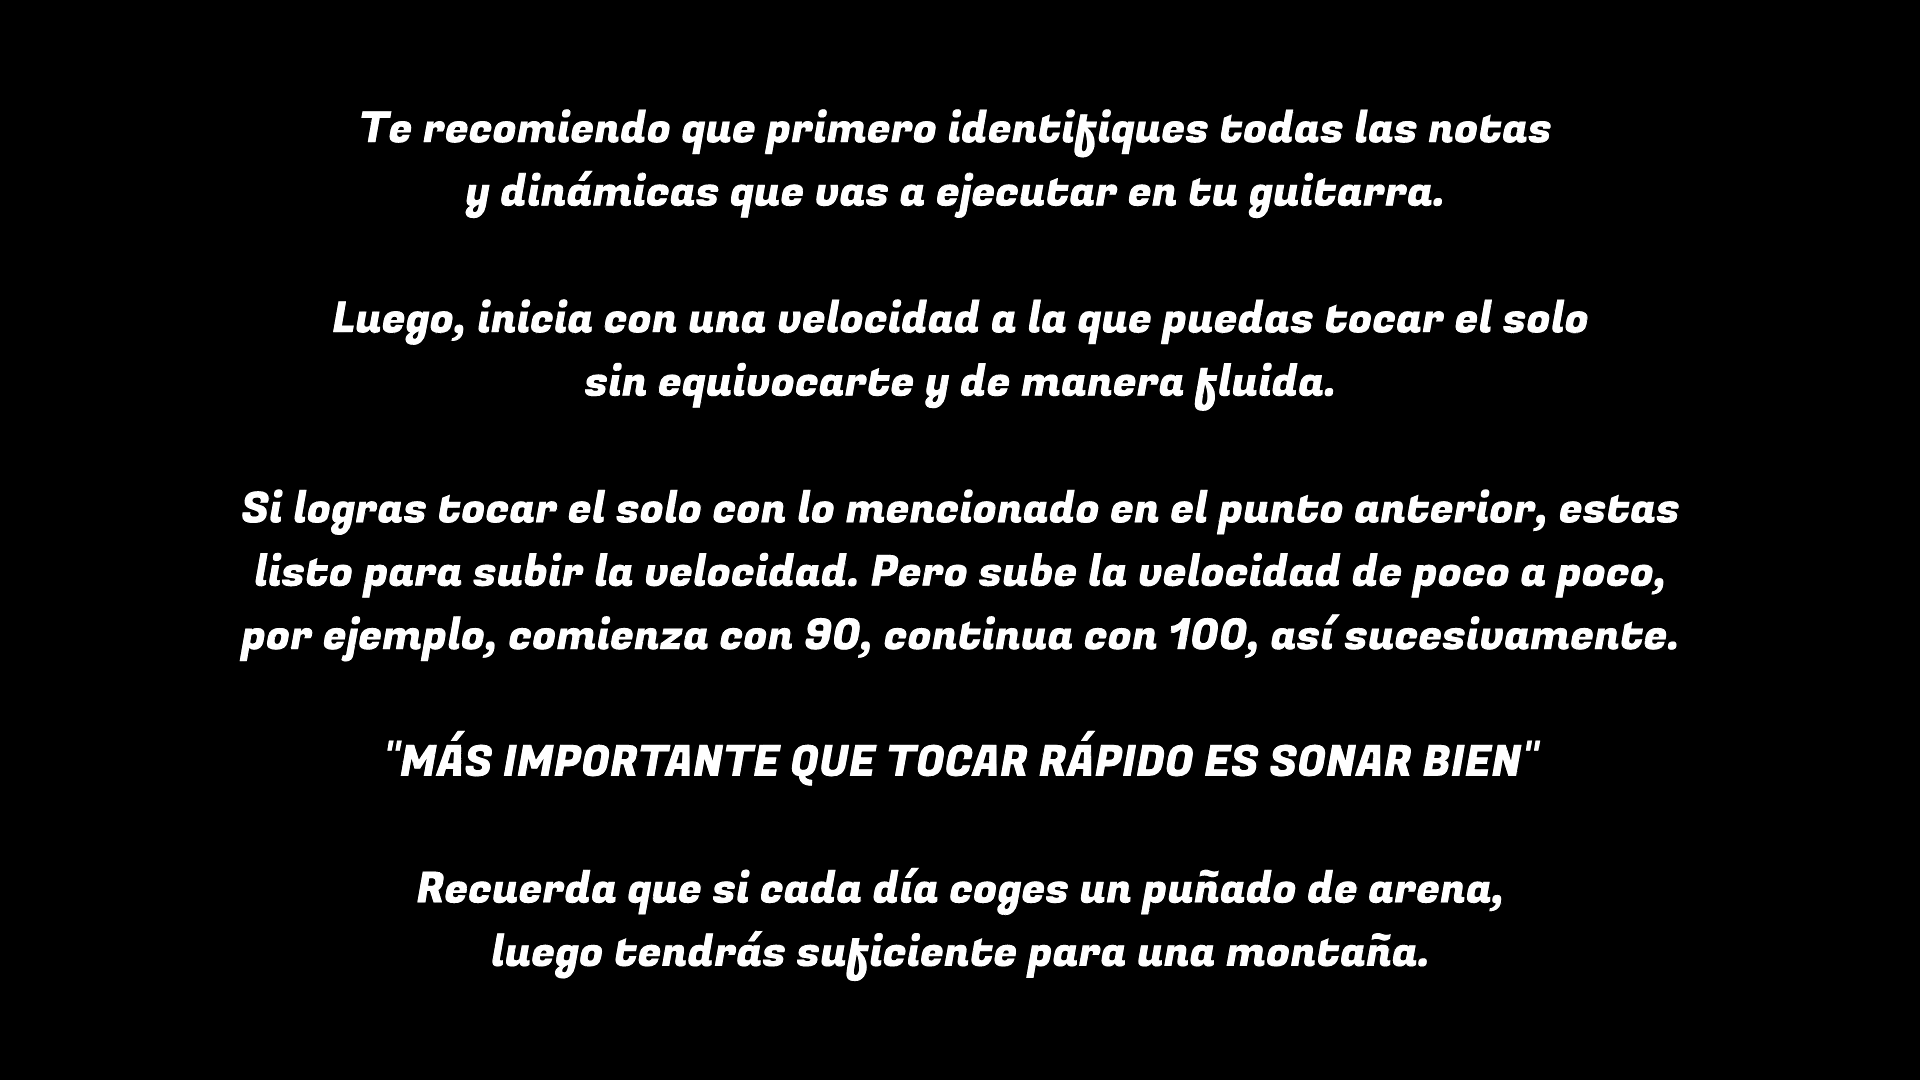 Te recomiendo que primero identifiques todas las notas
y dinámicas que vas a ejecutar en tu guitarra.
Luego, inicia con una velocidad a la que puedas tocar el solo
sin equivocarte y de manera fluida.
Si logras tocar el solo con lo mencionado en el punto anterior, estas
listo para subir la velocidad. Pero sube la velocidad de poco a poco,
por ejemplo, comienza con 90, continua con 100, así sucesivamente.
"MÁS IMPORTANTE QUE TOCAR RÁPIDO ES SONAR BIEN"
Recuerda que si cada día coges un puñado de arena,
luego tendrás suficiente para una montaña.